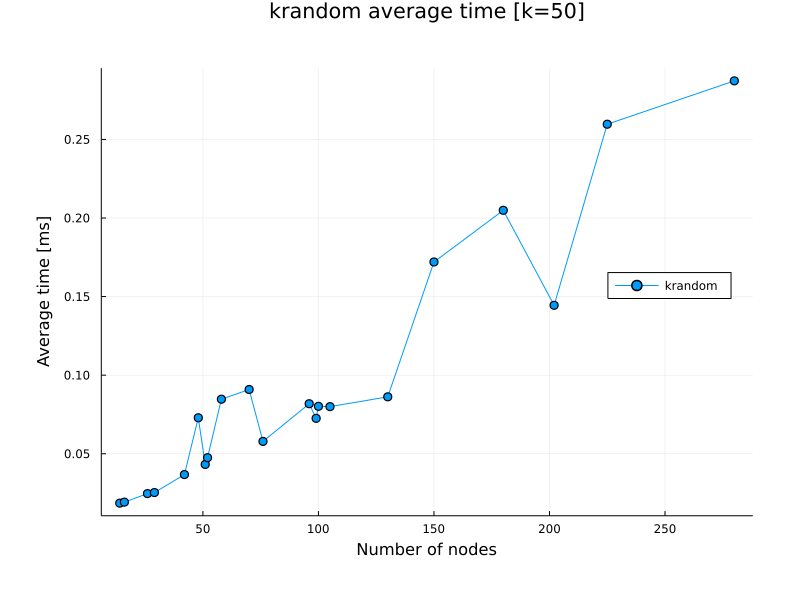 krandom average time [k=50]
0.25
0.20
0.15
0.10
0.05
Average time [ms]
krandom
50 100 150 200 250
Number of nodes